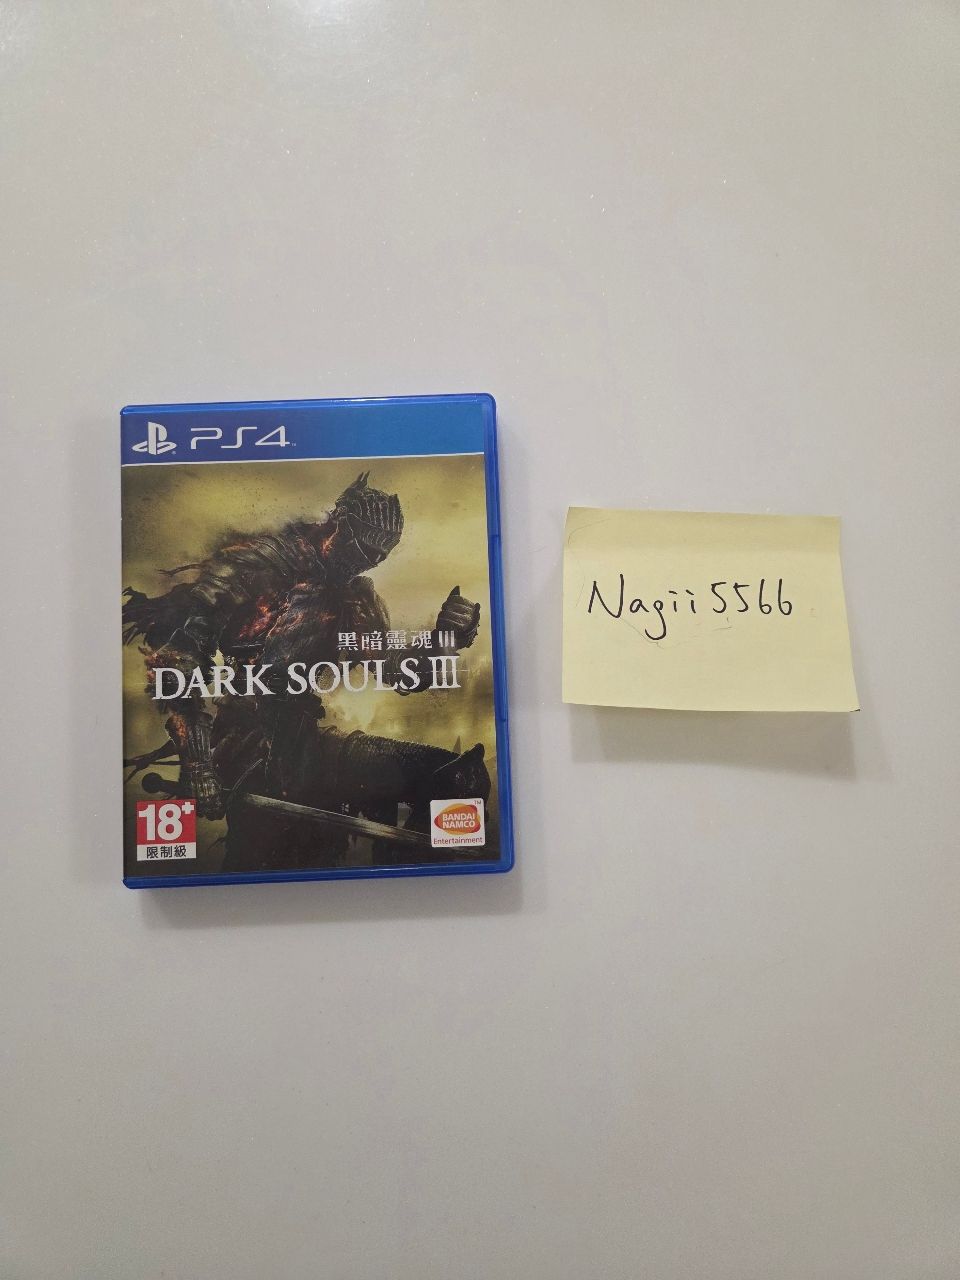 PS4
黑暗靈魂III
DARK SOULS III
18+
限制級
BANDAI
NAMCO
Entertainment
Nagii5566